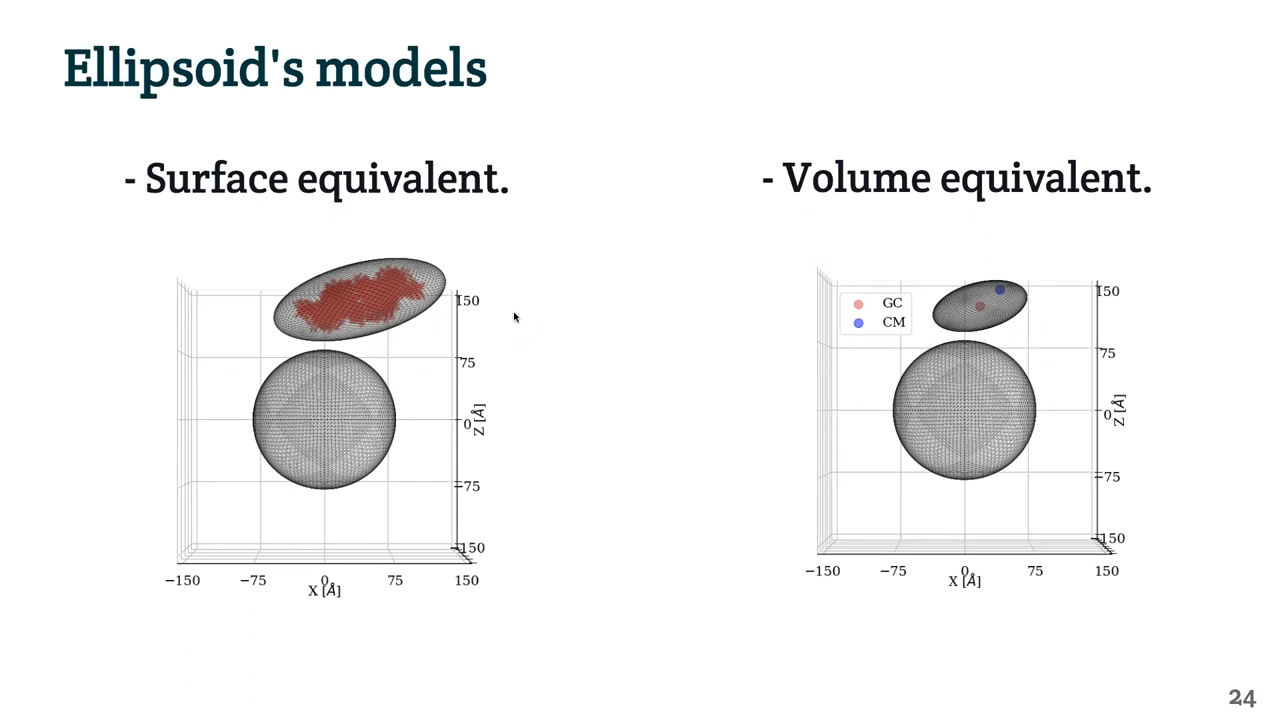 Ellipsoid's models
- Surface equivalent.
- Volume equivalent.
150
75
0
Z [Å]
−75
−150
−150 −75 0 75 150
X [Å]
GC
CM
150
75
0
Z [Å]
−75
−150
−150 −75 0 75 150
X [Å]
24